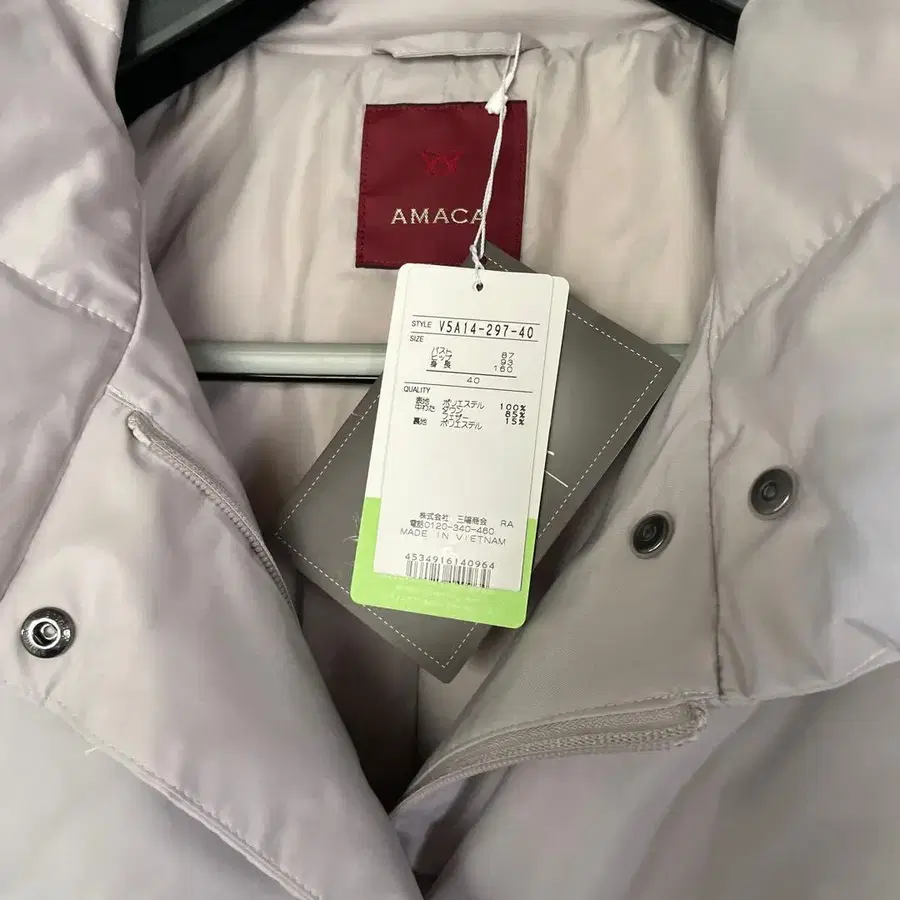 AMACA
STYLE V5A14-297-40
SIZE
バスト 87
ヒップ 93
身長 160
40
QUALITY
表地 ポリエステル 100%
中わた ダウン 85%
フェザー 15%
裏地 ポリエステル
株式会社 三陽商会 RA
電話0120-340-460
MADE IN VIETNAM
4534916140964